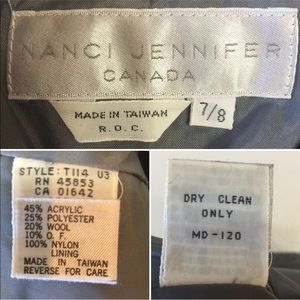 NANCI JENNIFER
CANADA
MADE IN TAIWAN
R.O.C.
7/8
STYLE: T114 U3
RN 45853
CA 01642
45% ACRYLIC
25% POLYESTER
20% WOOL
10% O.F.
100% NYLON
LINING
MADE IN TAIWAN
REVERSE FOR CARE
DRY CLEAN
ONLY
MD-120